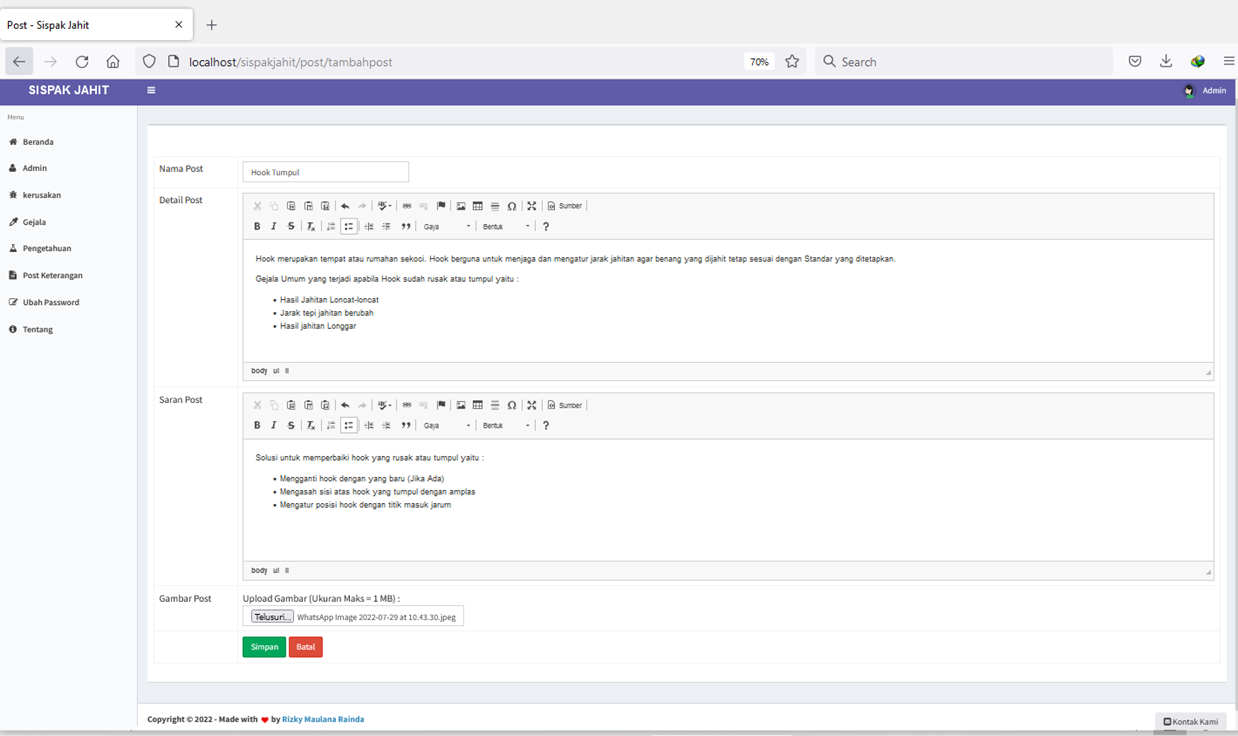 Post - Sispak Jahit
localhost/sispakjahit/post/tambahpost
70%
Search
SISPAK JAHIT
Admin
Menu
Beranda
Admin
kerusakan
Gejala
Pengetahuan
Post Keterangan
Ubah Password
Tentang
Nama Post
Hook Tumpul
Detail Post
Sumber
B I S Gaya Bentuk ?
Hook merupakan tempat atau rumahan sekoci. Hook berguna untuk menjaga dan mengatur jarak jahitan agar benang yang dijahit tetap sesuai dengan Standar yang ditetapkan.
Gejala Umum yang terjadi apabila Hook sudah rusak atau tumpul yaitu :
• Hasil Jahitan Loncat-loncat
• Jarak tepi jahitan berubah
• Hasil jahitan Longgar
body ul li
Saran Post
Sumber
B I S Gaya Bentuk ?
Solusi untuk memperbaiki hook yang rusak atau tumpul yaitu :
• Mengganti hook dengan yang baru (Jika Ada)
• Mengasah sisi atas hook yang tumpul dengan amplas
• Mengatur posisi hook dengan titik masuk jarum
body ul li
Gambar Post
Upload Gambar (Ukuran Maks = 1 MB) :
Telusuri... WhatsApp Image 2022-07-29 at 10.43.30.jpeg
Simpan Batal
Copyright © 2022 - Made with ♥ by Rizky Maulana Rainda
Kontak Kami